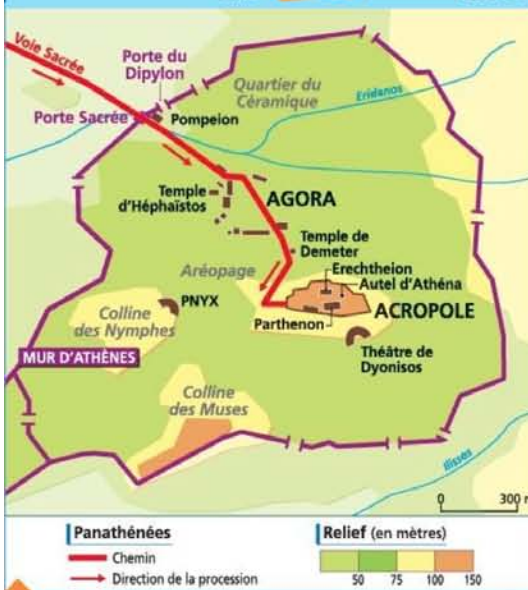 Voie Sacrée
Porte du
Dipylon
Porte Sacrée
Pompeion
Quartier du
Céramique
Eridanos
Temple
d'Héphaïstos
AGORA
Temple de
Demeter
Aréopage
Erechtheion
Autel d'Athéna
Colline
des Nymphes
PNYX
Parthenon
ACROPOLE
Théâtre de
Dyonisos
MUR D'ATHÈNES
Colline
des Muses
Ilisses
0 300 m
Panathénées
Chemin
Direction de la procession
Relief (en mètres)
50 75 100 150